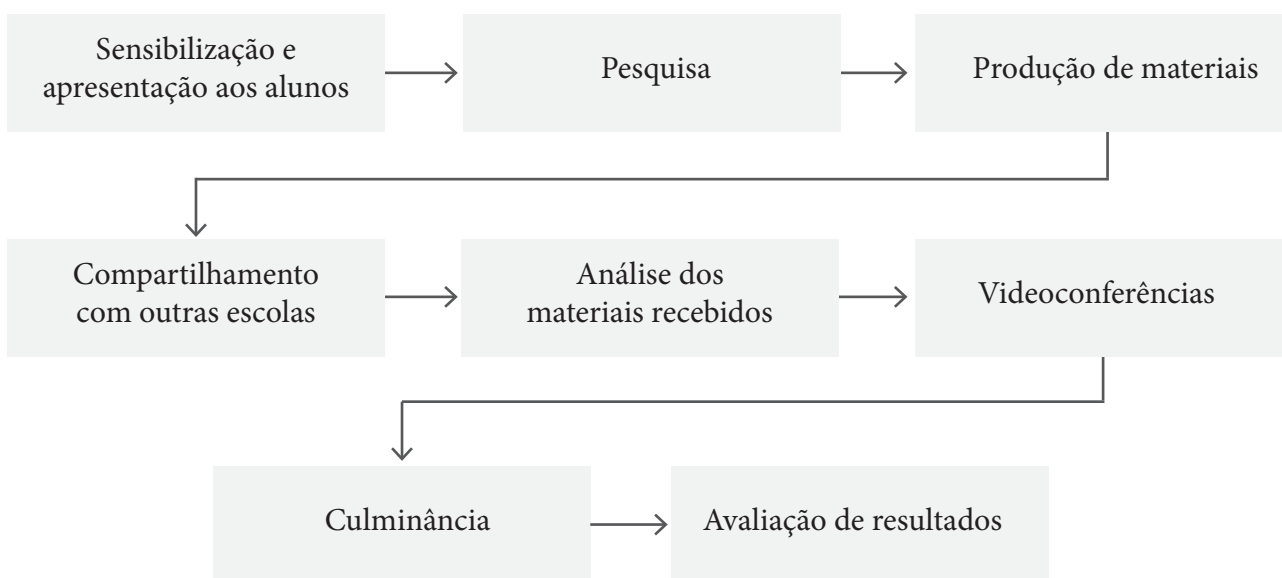 Sensibilização e
apresentação aos alunos
Pesquisa
Produção de materiais
Compartilhamento
com outras escolas
Análise dos
materiais recebidos
Videoconferências
Culminância
Avaliação de resultados